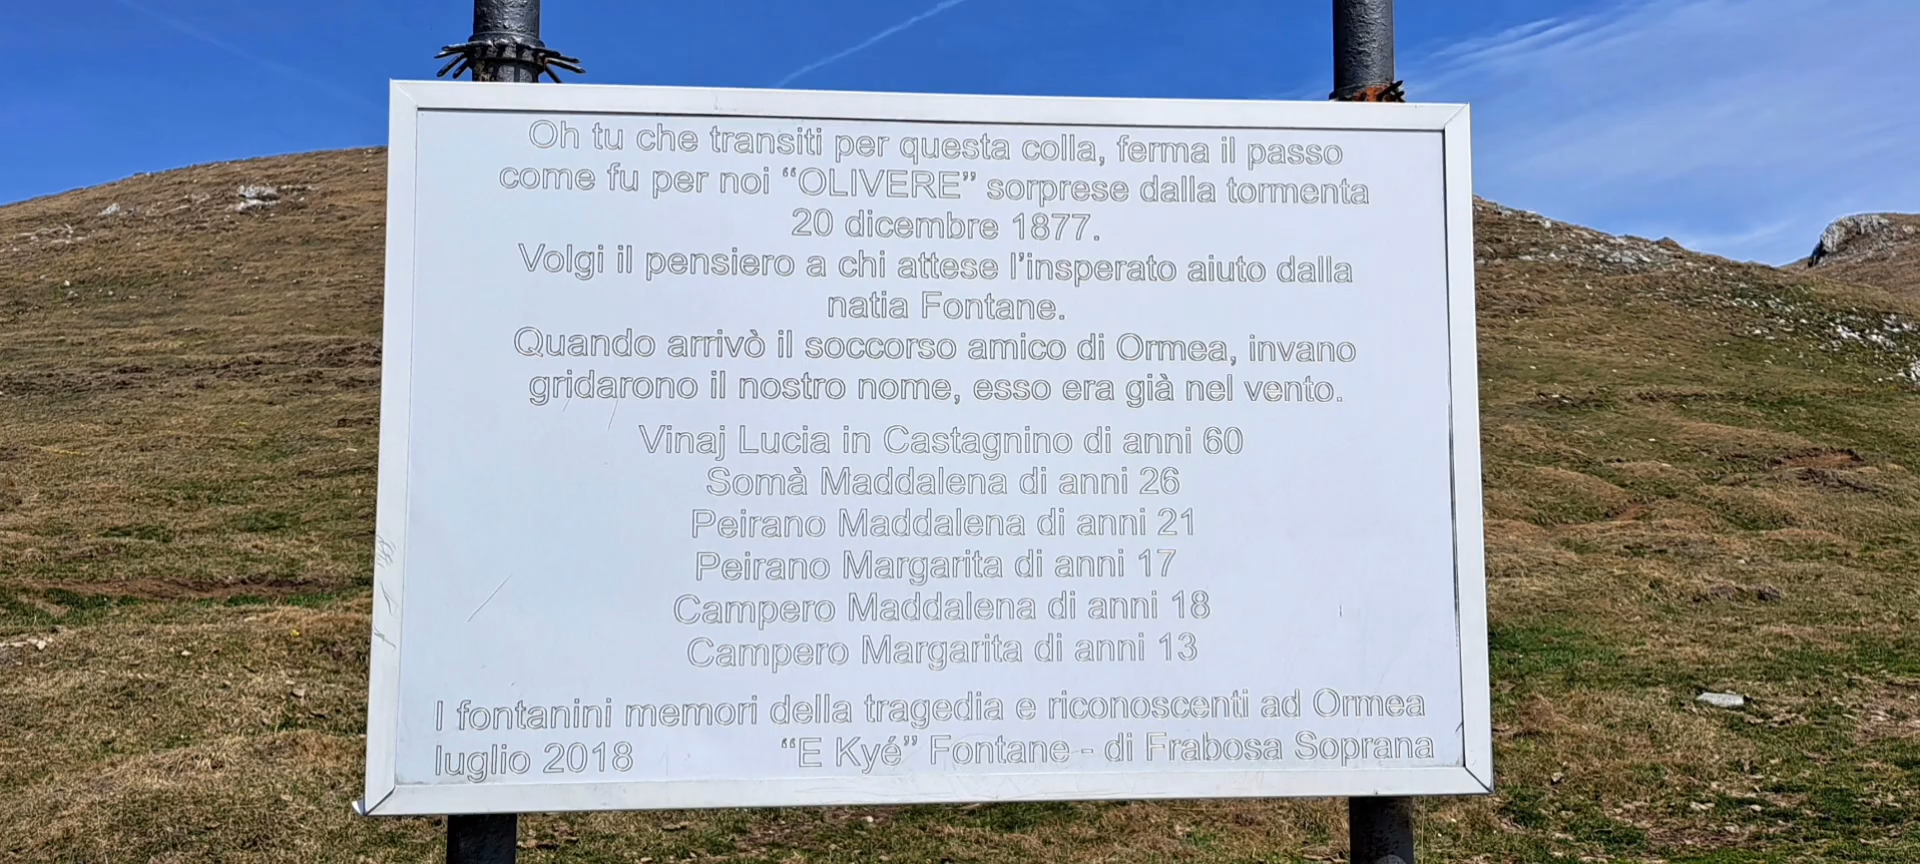 Oh tu che transiti per questa colla, ferma il passo
come fu per noi “OLIVERE” sorprese dalla tormenta
20 dicembre 1877.
Volgi il pensiero a chi attese l’insperato aiuto dalla
natia Fontane.
Quando arrivò il soccorso amico di Ormea, invano
gridarono il nostro nome, esso era già nel vento.
Vinaj Lucia in Castagnino di anni 60
Somà Maddalena di anni 26
Peirano Maddalena di anni 21
Peirano Margarita di anni 17
Campero Maddalena di anni 18
Campero Margarita di anni 13
I fontanini memori della tragedia e riconoscenti ad Ormea
luglio 2018 “E Kyé” Fontane - di Frabosa Soprana